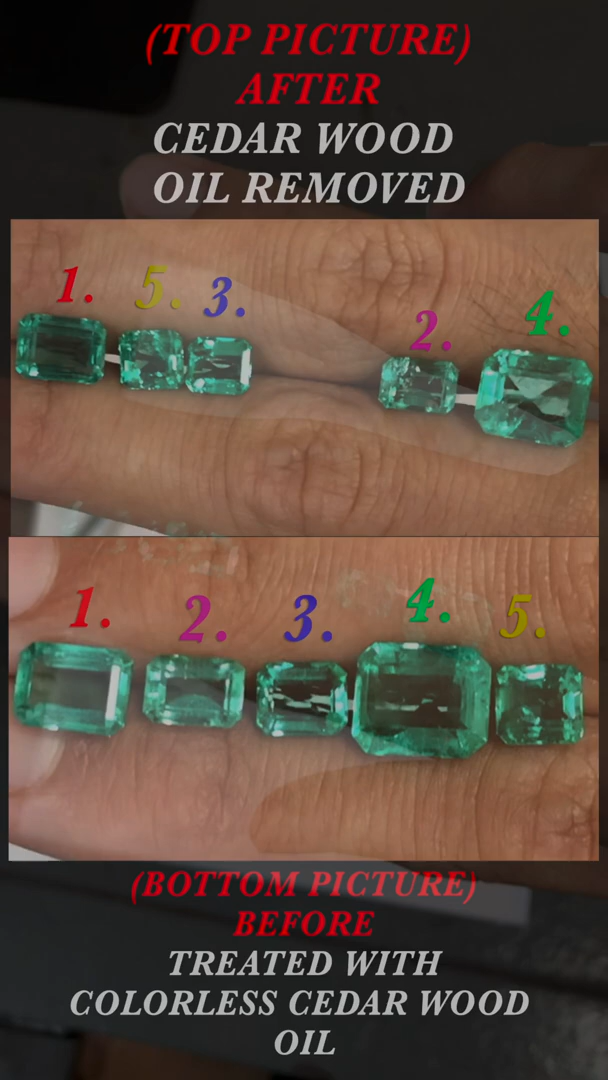 (TOP PICTURE)
AFTER
CEDAR WOOD
OIL REMOVED
1. 5. 3. 2. 4.
1. 2. 3. 4. 5.
(BOTTOM PICTURE)
BEFORE
TREATED WITH
COLORLESS CEDAR WOOD
OIL